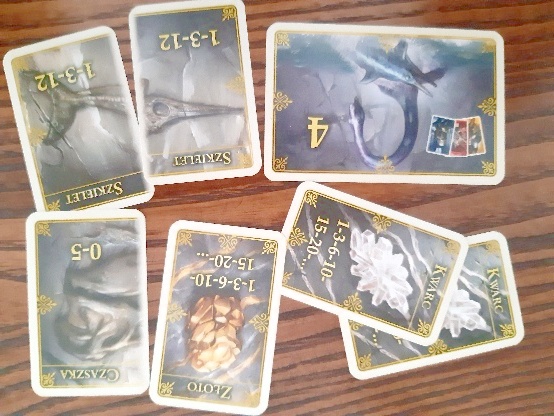 1-3-12
SZKIELET
1-3-12
SZKIELET
4
0-5
CZASZKA
1-3-6-10-
15-20-...
ZŁOTO
1-3-6-10-
15-20-...
KWARC
KWARC